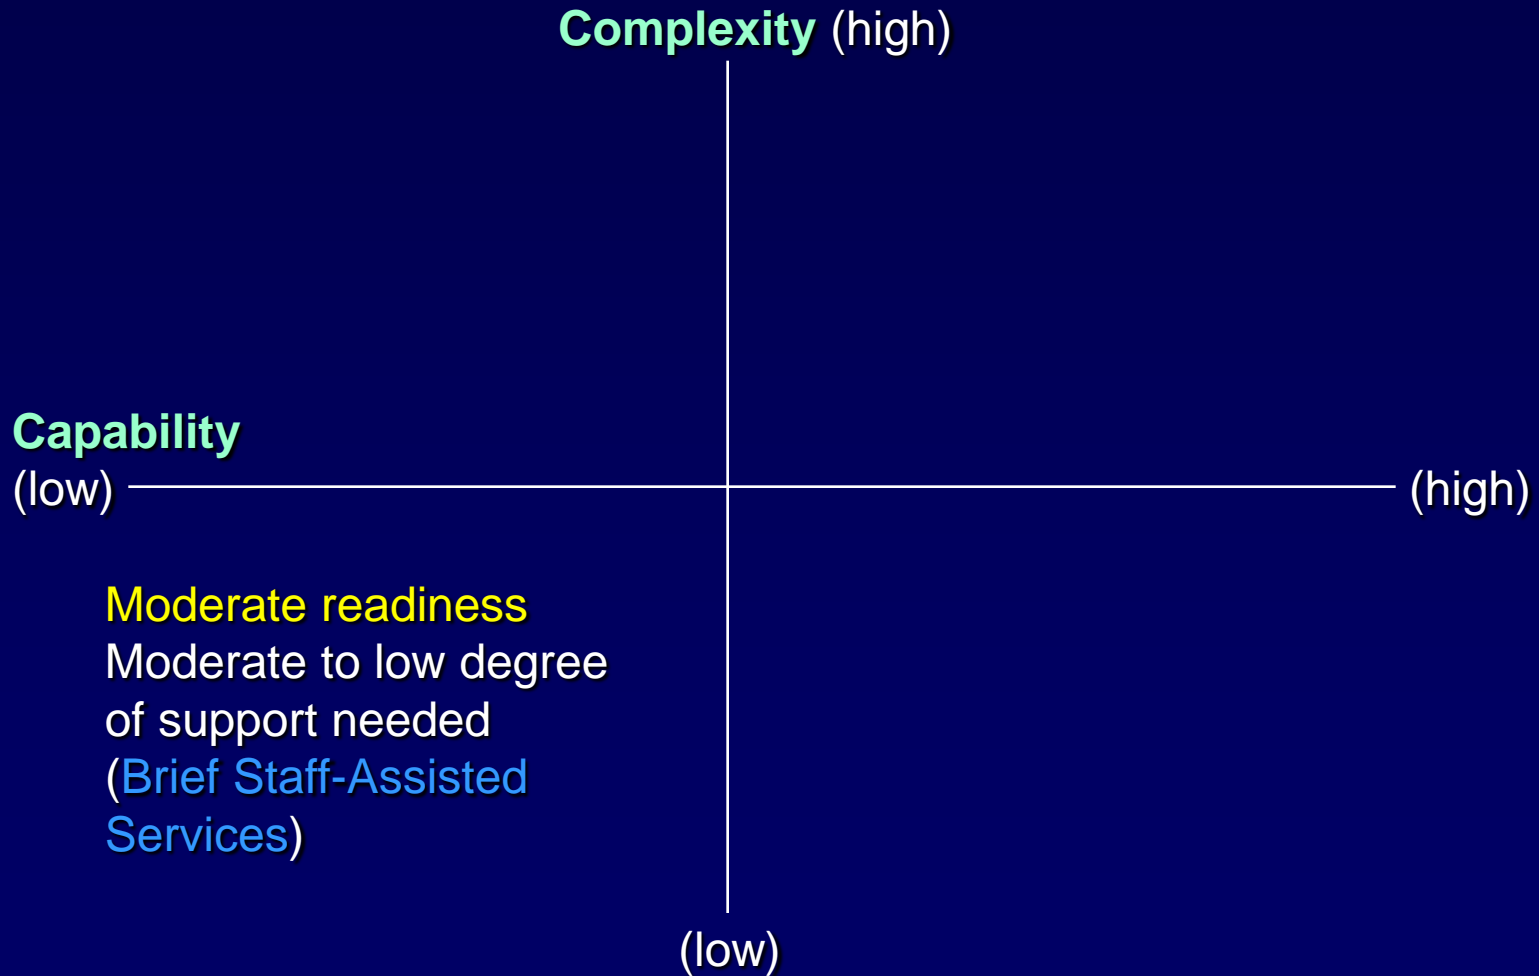 Complexity (high)
Capability
(low)
(high)
Moderate readiness
Moderate to low degree
of support needed
(Brief Staff-Assisted
Services)
(low)